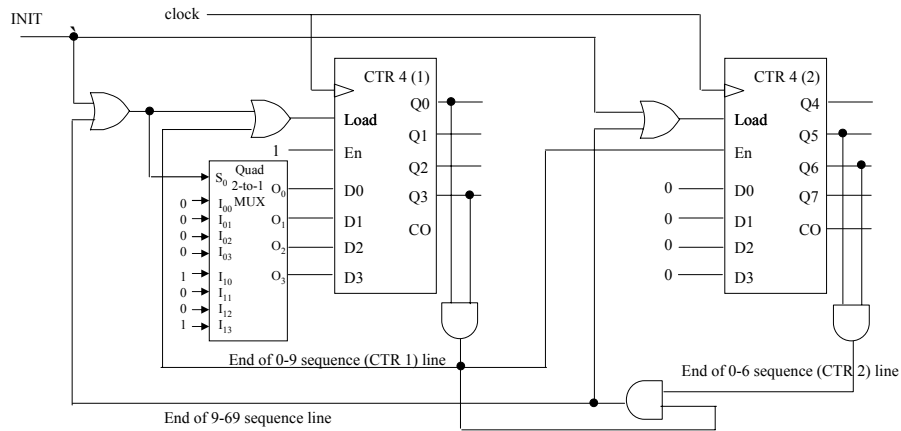 INIT
clock
CTR 4 (1)
Q0
Load
Q1
1
En
Q2
Quad
2-to-1
MUX
S0
O0
D0
Q3
0
I00
0
I01
O1
D1
CO
0
I02
O2
D2
0
I03
1
I10
O3
D3
0
I11
0
I12
1
I13
CTR 4 (2)
Q4
Load
Q5
En
Q6
0
D0
Q7
0
D1
CO
0
D2
0
D3
End of 0-9 sequence (CTR 1) line
End of 0-6 sequence (CTR 2) line
End of 9-69 sequence line